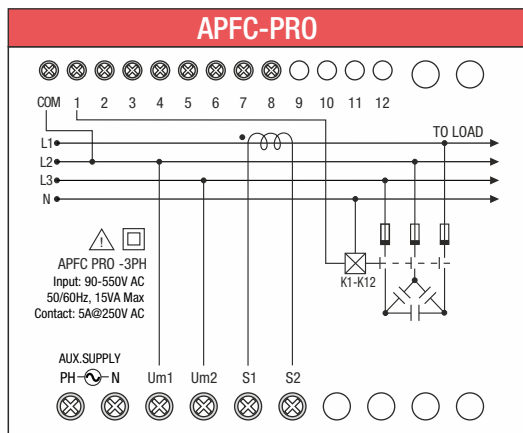 APFC-PRO
COM 1 2 3 4 5 6 7 8 9 10 11 12
TO LOAD
L1
L2
L3
N
K1-K12
APFC PRO -3PH
Input: 90-550V AC
50/60Hz, 15VA Max
Contact: 5A@250V AC
AUX.SUPPLY
PH N Um1 Um2 S1 S2